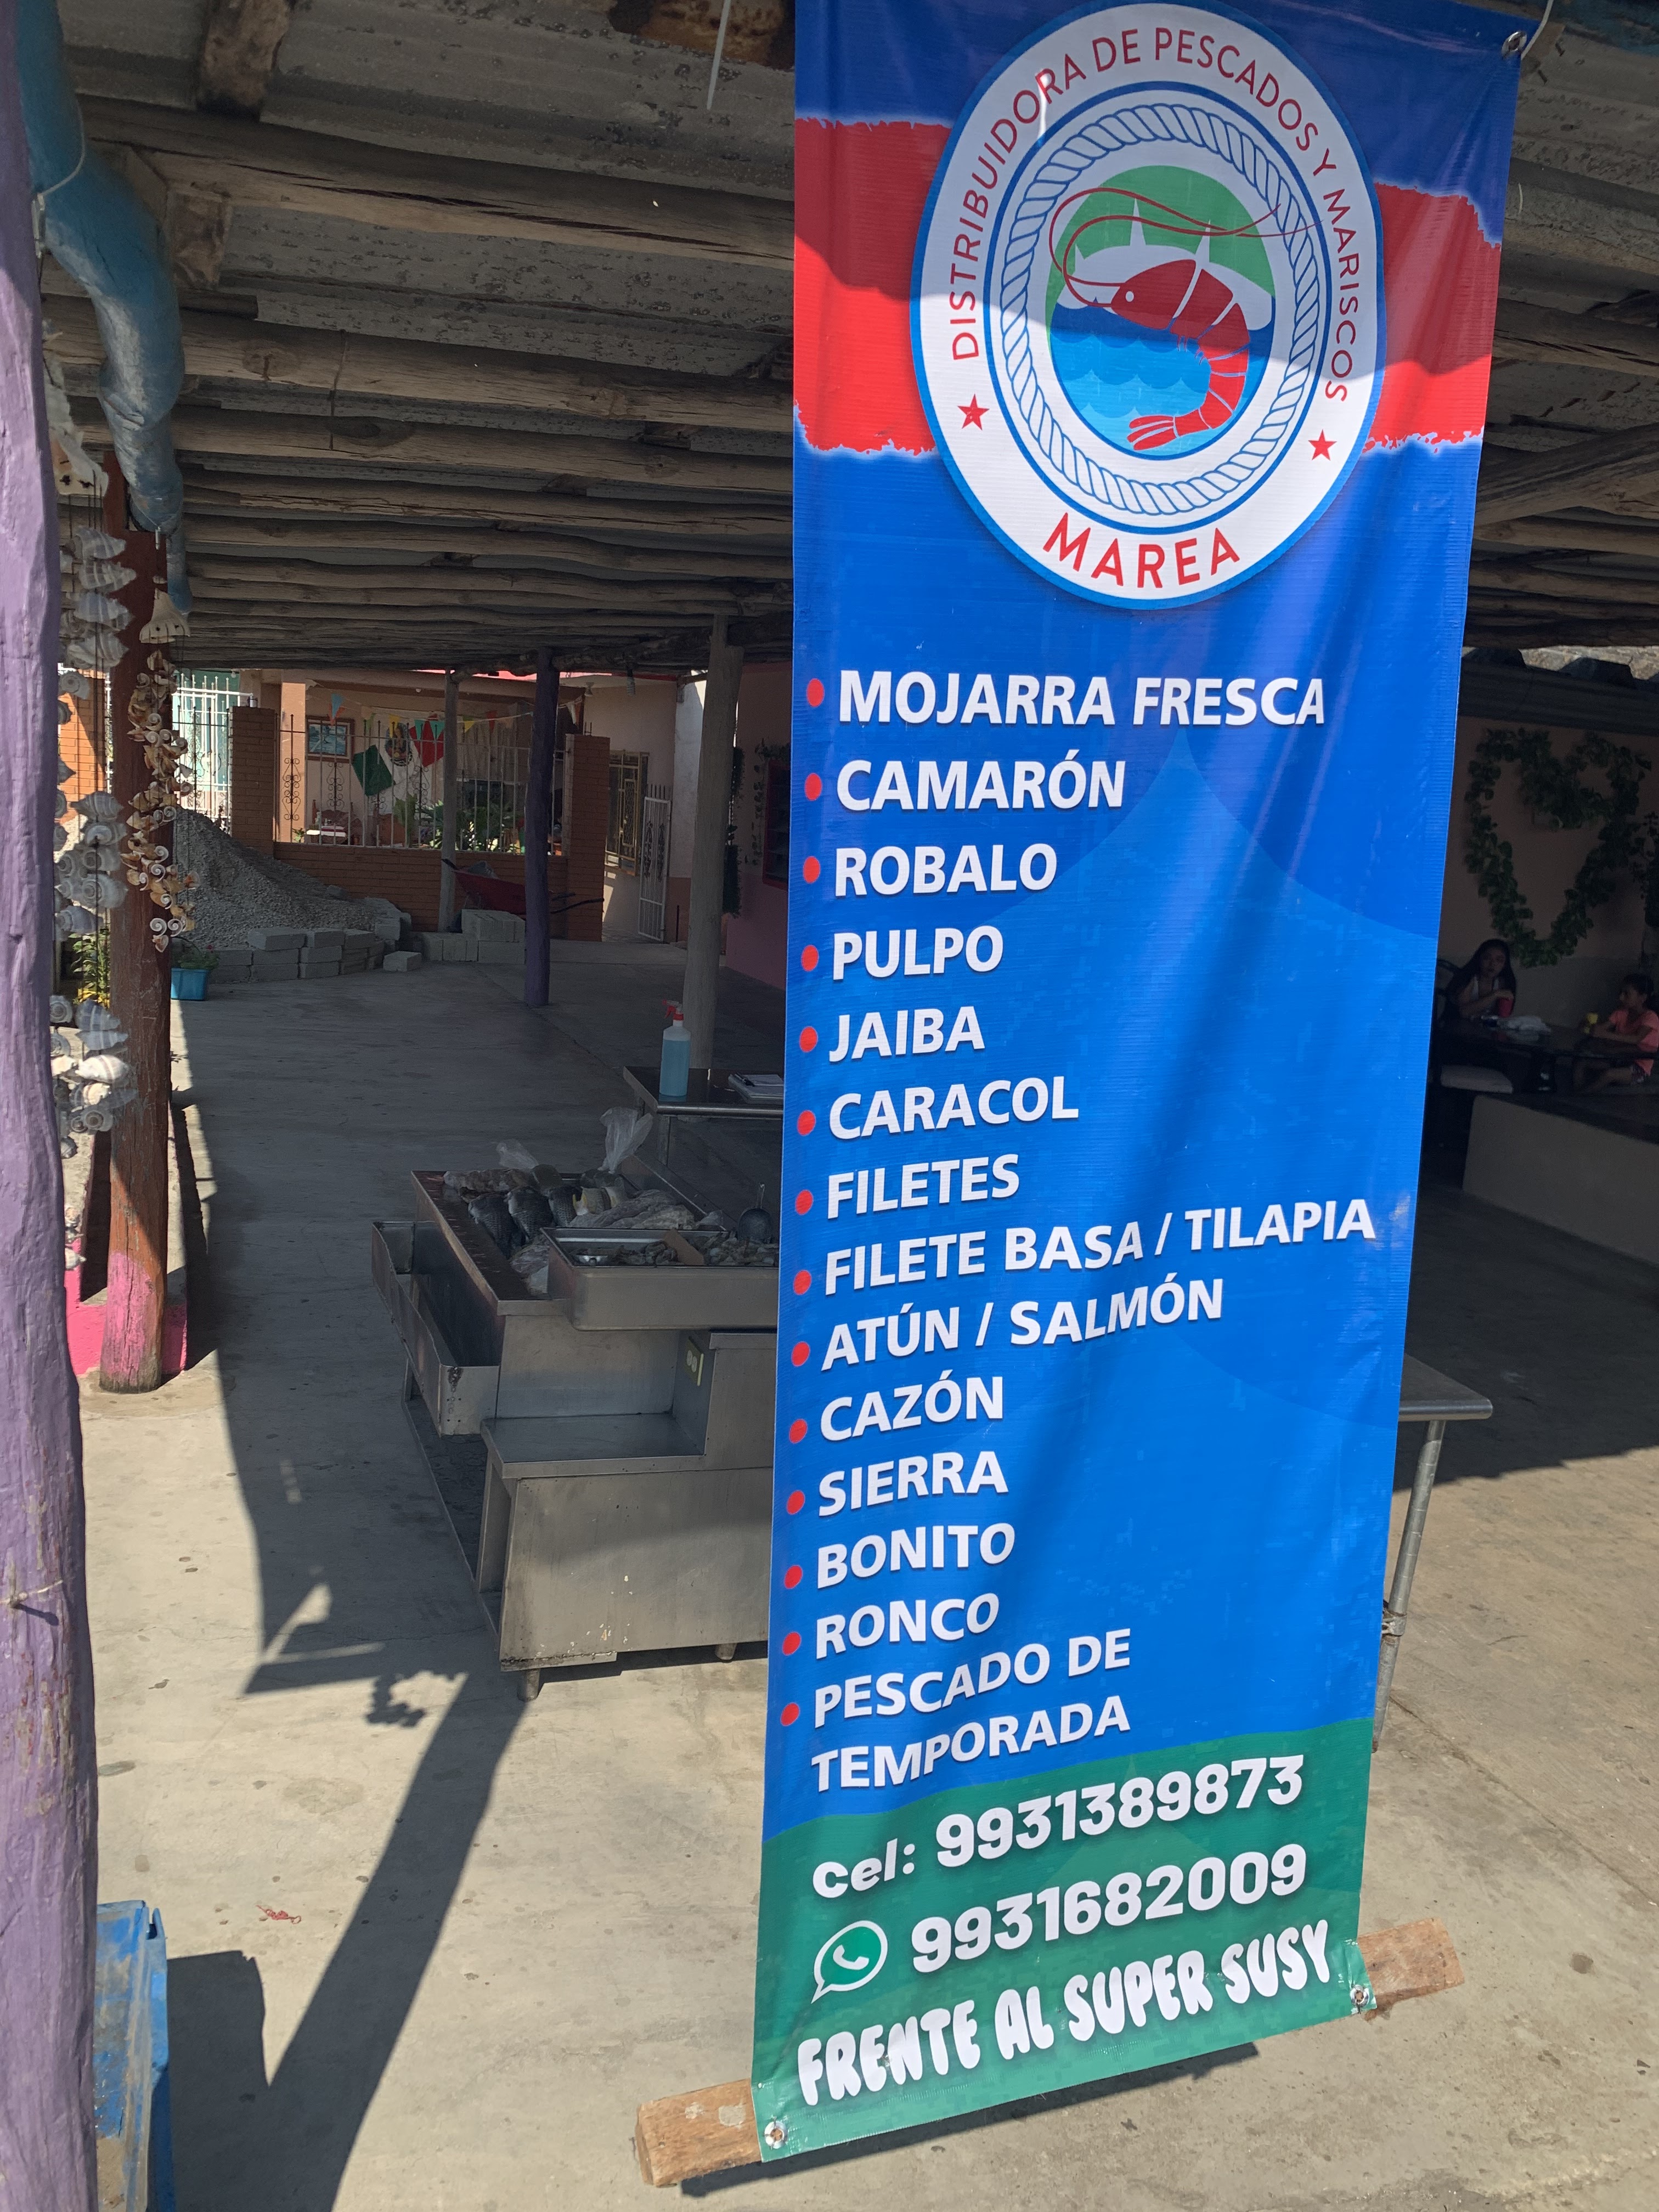 DISTRIBUIDORA DE PESCADOS Y MARISCOS
MAREA
MOJARRA FRESCA
CAMARÓN
ROBALO
PULPO
JAIBA
CARACOL
FILETES
FILETE BASA / TILAPIA
ATÚN / SALMÓN
CAZÓN
SIERRA
BONITO
RONCO
PESCADO DE
TEMPORADA
cel: 9931389873
9931682009
FRENTE AL SUPER SUSY